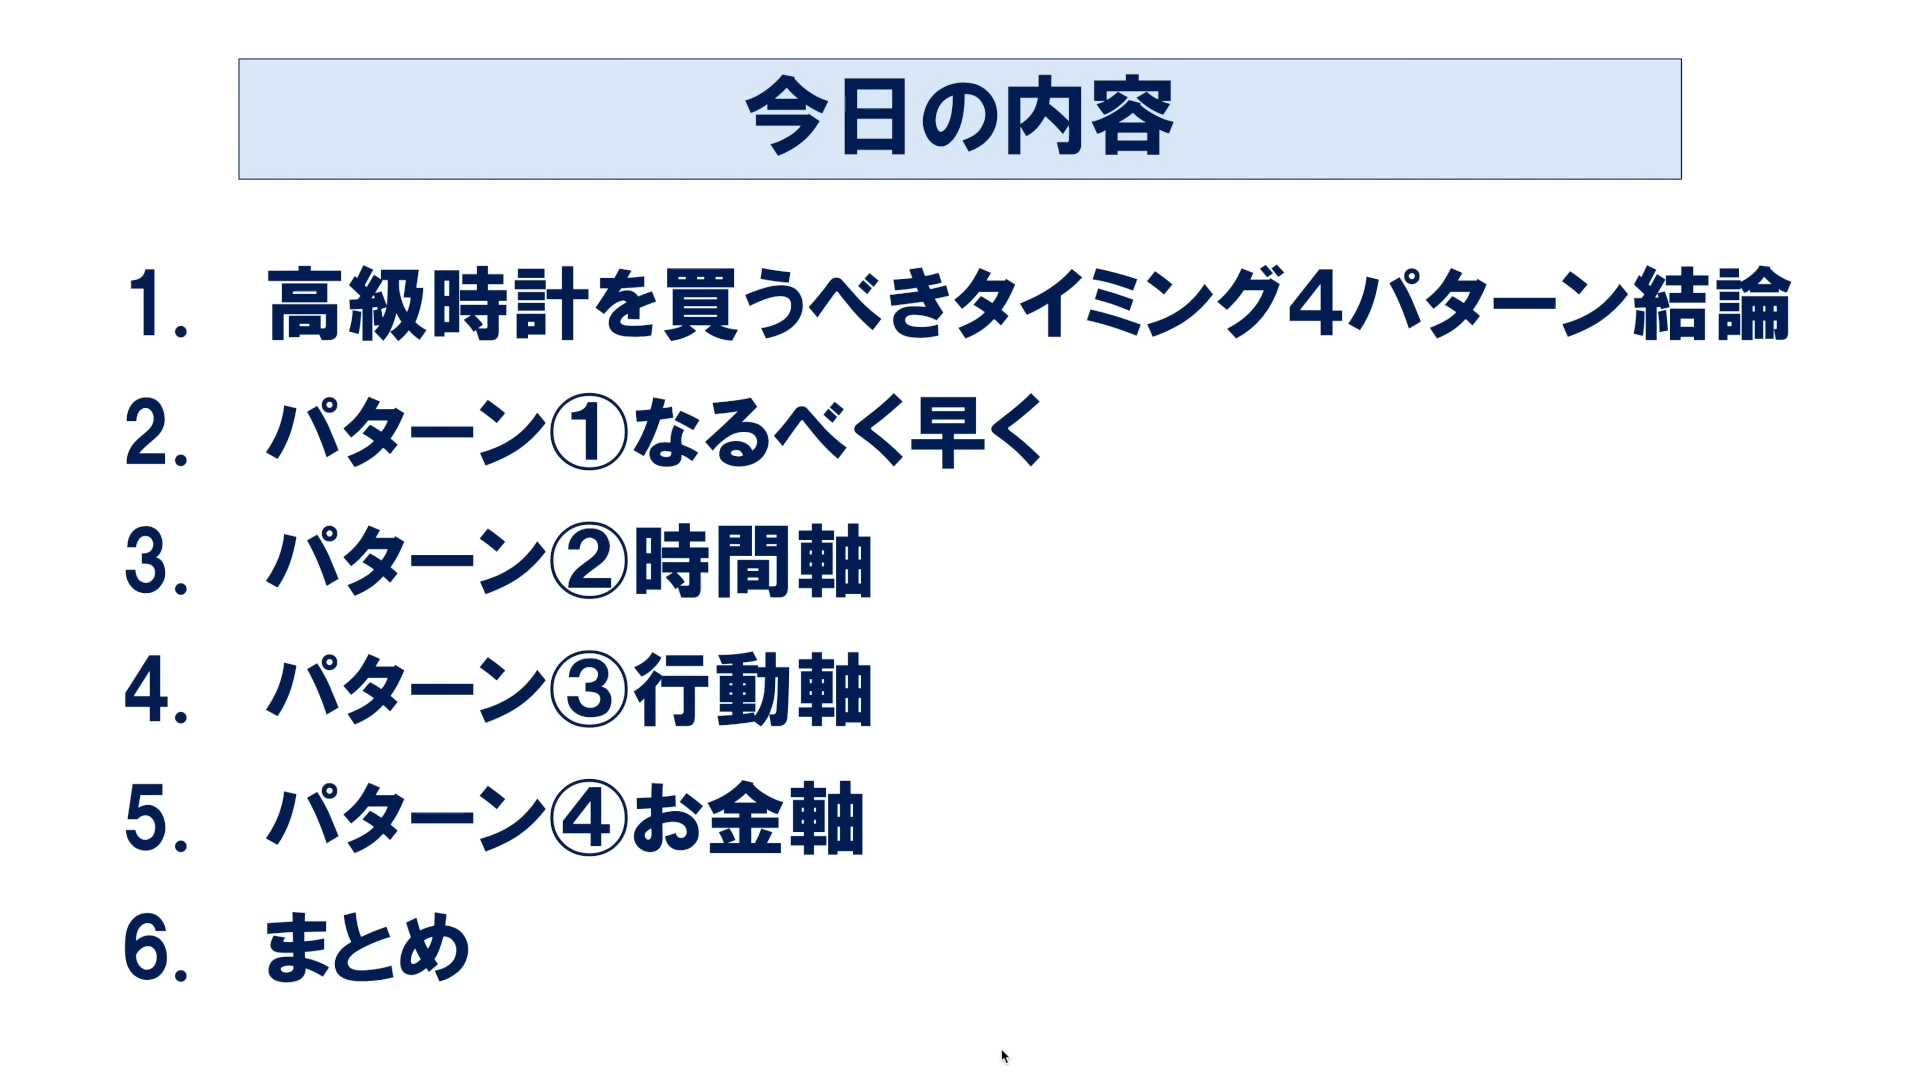 今日の内容
1. 高級時計を買うべきタイミング4パターン結論
2. パターン①なるべく早く
3. パターン②時間軸
4. パターン③行動軸
5. パターン④お金軸
6. まとめ